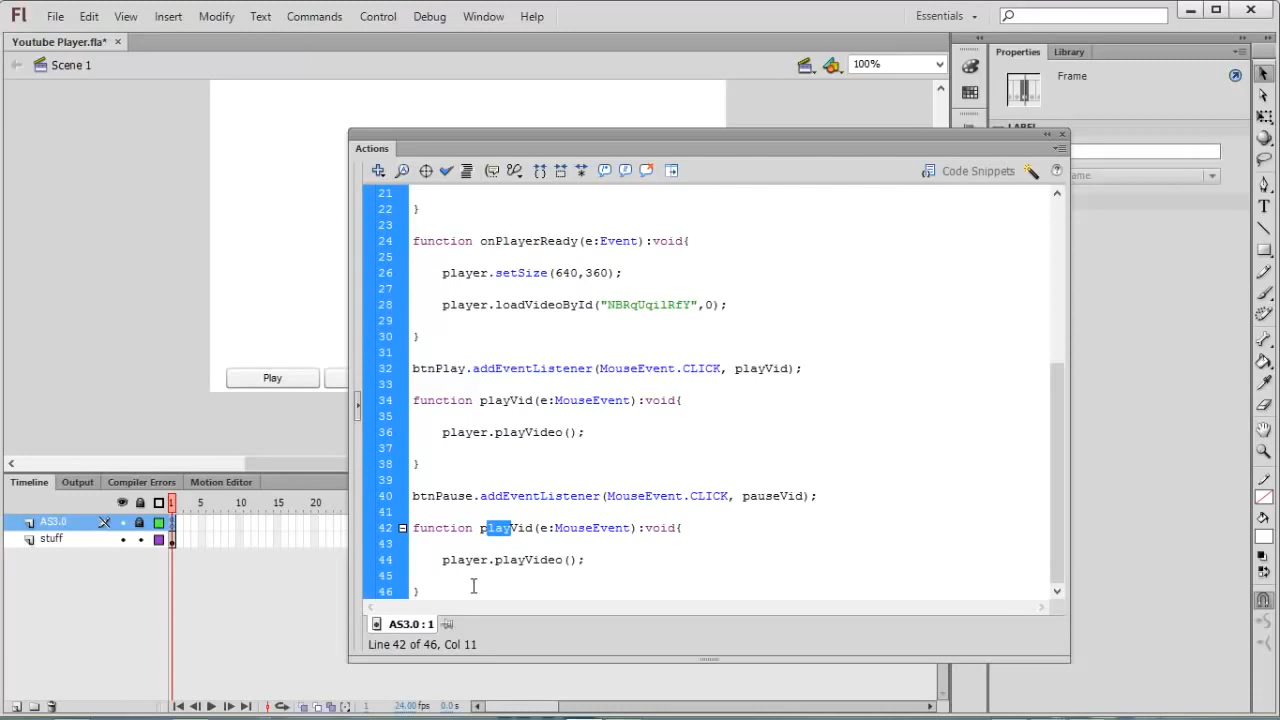 Fl File Edit View Insert Modify Text Commands Control Debug Window Help Essentials
Youtube Player.fla* ×
Scene 1 100%
Properties Library
Frame
LABEL
Actions
Code Snippets
21
22 }
23
24 function onPlayerReady(e:Event):void{
25
26 player.setSize(640,360);
27
28 player.loadVideoById("NBRqUqilRfY",0);
29
30 }
31
32 btnPlay.addEventListener(MouseEvent.CLICK, playVid);
33
34 function playVid(e:MouseEvent):void{
35
36 player.playVideo();
37
38 }
39
40 btnPause.addEventListener(MouseEvent.CLICK, pauseVid);
41
42 function playVid(e:MouseEvent):void{
43
44 player.playVideo();
45
46 }
Play
AS3.0 : 1
Line 42 of 46, Col 11
Timeline Output Compiler Errors Motion Editor
1 5 10 15 20
AS3.0
stuff
1 24.00 fps 0.0 s